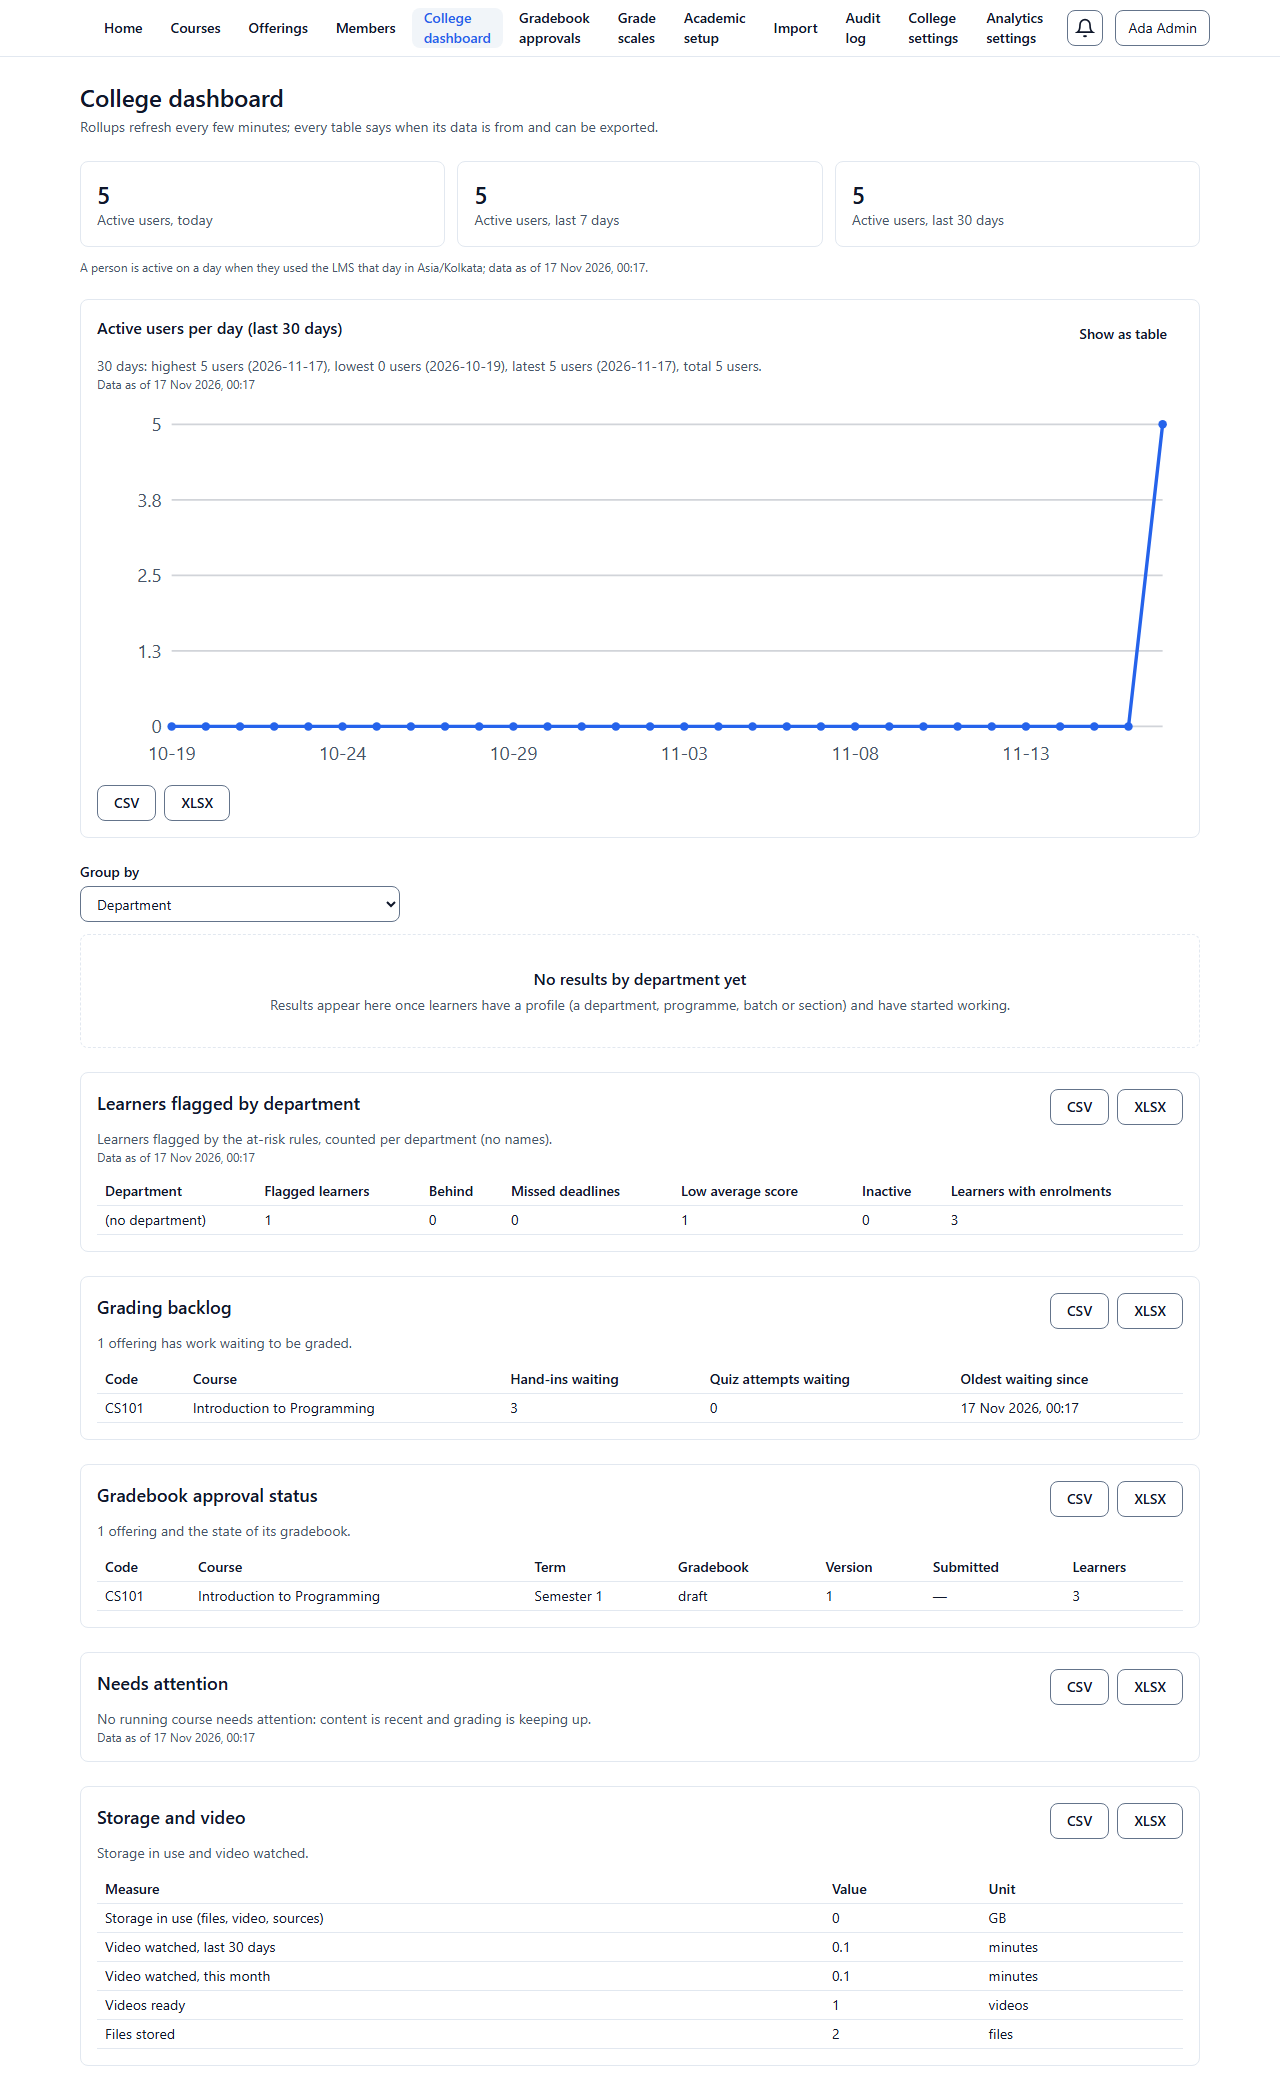 Home
Courses
Offerings
Members
College dashboard
Gradebook approvals
Grade scales
Academic setup
Import
Audit log
College settings
Analytics settings
Ada Admin
College dashboard
Rollups refresh every few minutes; every table says when its data is from and can be exported.
5
Active users, today
5
Active users, last 7 days
5
Active users, last 30 days
A person is active on a day when they used the LMS that day in Asia/Kolkata; data as of 17 Nov 2026, 00:17.
Active users per day (last 30 days)
Show as table
30 days: highest 5 users (2026-11-17), lowest 0 users (2026-10-19), latest 5 users (2026-11-17), total 5 users.
Data as of 17 Nov 2026, 00:17
5
3.8
2.5
1.3
0
10-19 10-24 10-29 11-03 11-08 11-13
CSV XLSX
Group by
Department
No results by department yet
Results appear here once learners have a profile (a department, programme, batch or section) and have started working.
Learners flagged by department
CSV XLSX
Learners flagged by the at-risk rules, counted per department (no names).
Data as of 17 Nov 2026, 00:17
Department Flagged learners Behind Missed deadlines Low average score Inactive Learners with enrolments
(no department) 1 0 0 1 0 3
Grading backlog
CSV XLSX
1 offering has work waiting to be graded.
Code Course Hand-ins waiting Quiz attempts waiting Oldest waiting since
CS101 Introduction to Programming 3 0 17 Nov 2026, 00:17
Gradebook approval status
CSV XLSX
1 offering and the state of its gradebook.
Code Course Term Gradebook Version Submitted Learners
CS101 Introduction to Programming Semester 1 draft 1 — 3
Needs attention
CSV XLSX
No running course needs attention: content is recent and grading is keeping up.
Data as of 17 Nov 2026, 00:17
Storage and video
CSV XLSX
Storage in use and video watched.
Measure Value Unit
Storage in use (files, video, sources) 0 GB
Video watched, last 30 days 0.1 minutes
Video watched, this month 0.1 minutes
Videos ready 1 videos
Files stored 2 files